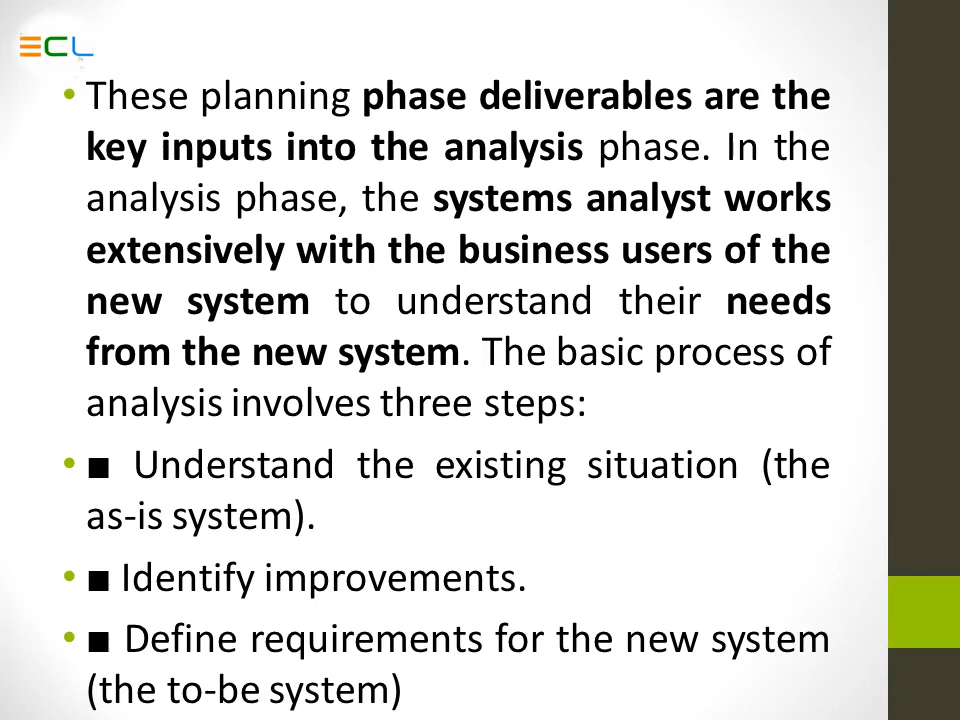 ECL
• These planning phase deliverables are the
key inputs into the analysis phase. In the
analysis phase, the systems analyst works
extensively with the business users of the
new system to understand their needs
from the new system. The basic process of
analysis involves three steps:
• ■ Understand the existing situation (the
as-is system).
• ■ Identify improvements.
• ■ Define requirements for the new system
(the to-be system)